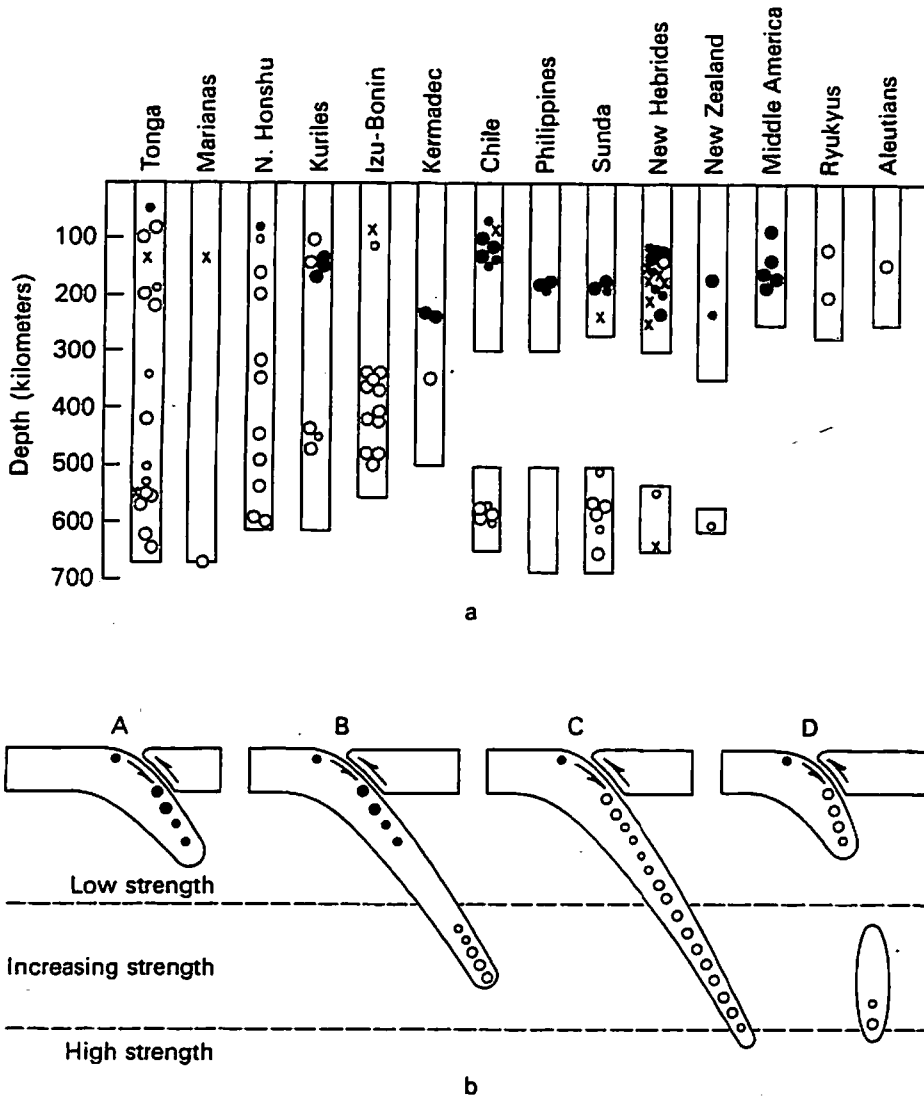 Tonga
Marianas
N. Honshu
Kuriles
Izu-Bonin
Kermadec
Chile
Philippines
Sunda
New Hebrides
New Zealand
Middle America
Ryukyus
Aleutians
Depth (kilometers)
100
200
300
400
500
600
700
a
A B C D
Low strength
Increasing strength
High strength
b